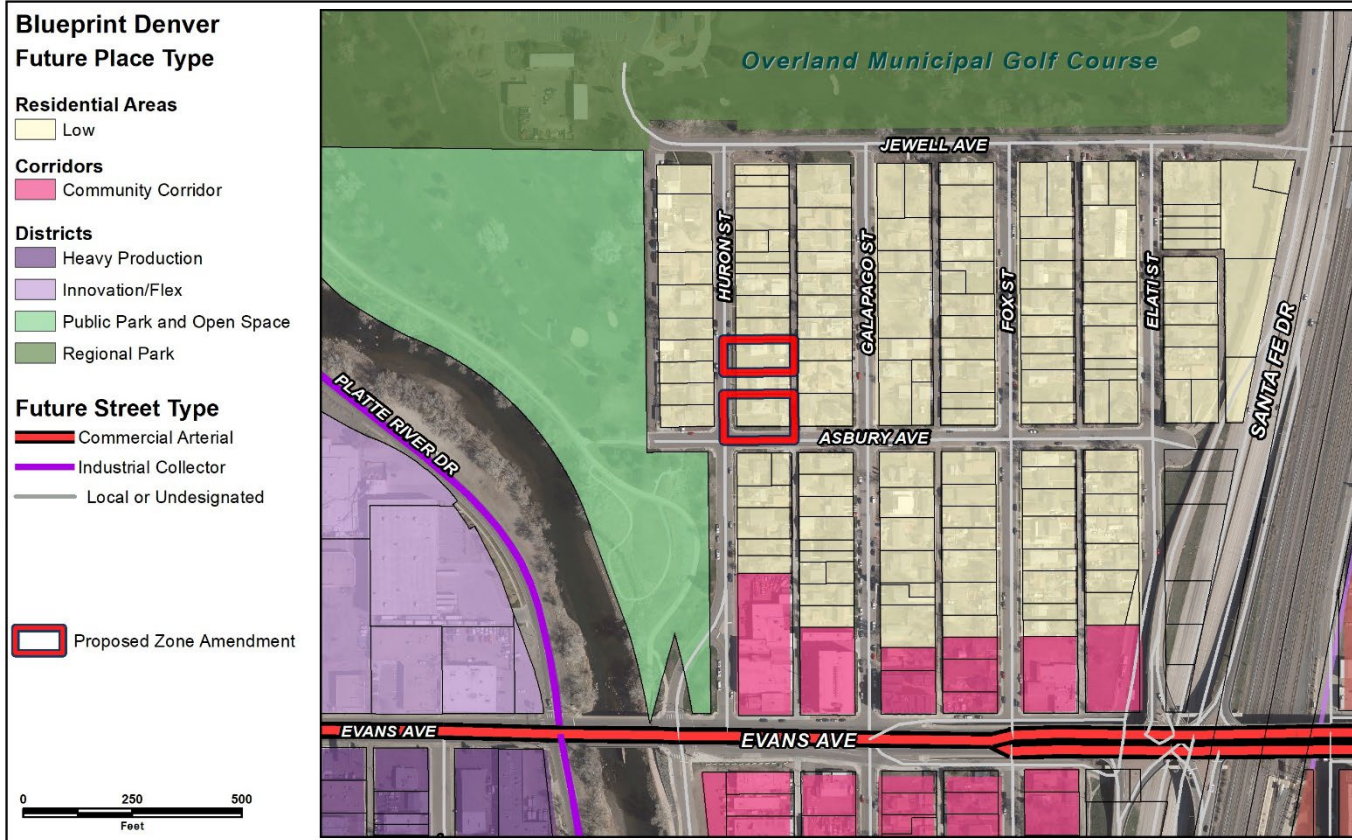 Blueprint Denver
Future Place Type
Residential Areas
Low
Corridors
Community Corridor
Districts
Heavy Production
Innovation/Flex
Public Park and Open Space
Regional Park
Future Street Type
Commercial Arterial
Industrial Collector
Local or Undesignated
Proposed Zone Amendment
0 250 500
Feet
Overland Municipal Golf Course
JEWELL AVE
HURON ST
GALAPAGO ST
FOX ST
ELATI ST
SANTA FE DR
PLATTE RIVER DR
ASBURY AVE
EVANS AVE
EVANS AVE